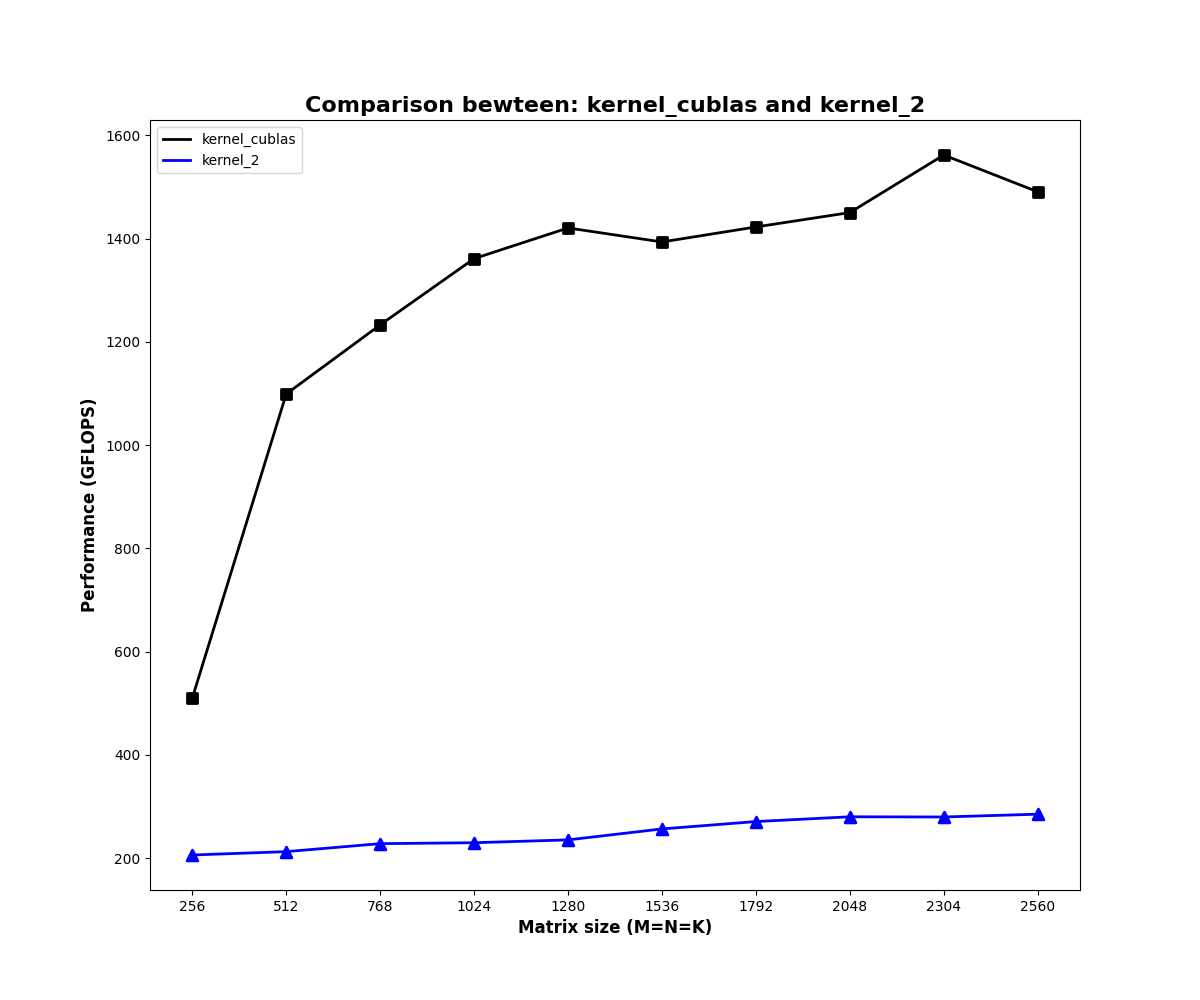 Comparison bewteen: kernel_cublas and kernel_2
kernel_cublas
kernel_2
Performance (GFLOPS)
1600
1400
1200
1000
800
600
400
200
256 512 768 1024 1280 1536 1792 2048 2304 2560
Matrix size (M=N=K)